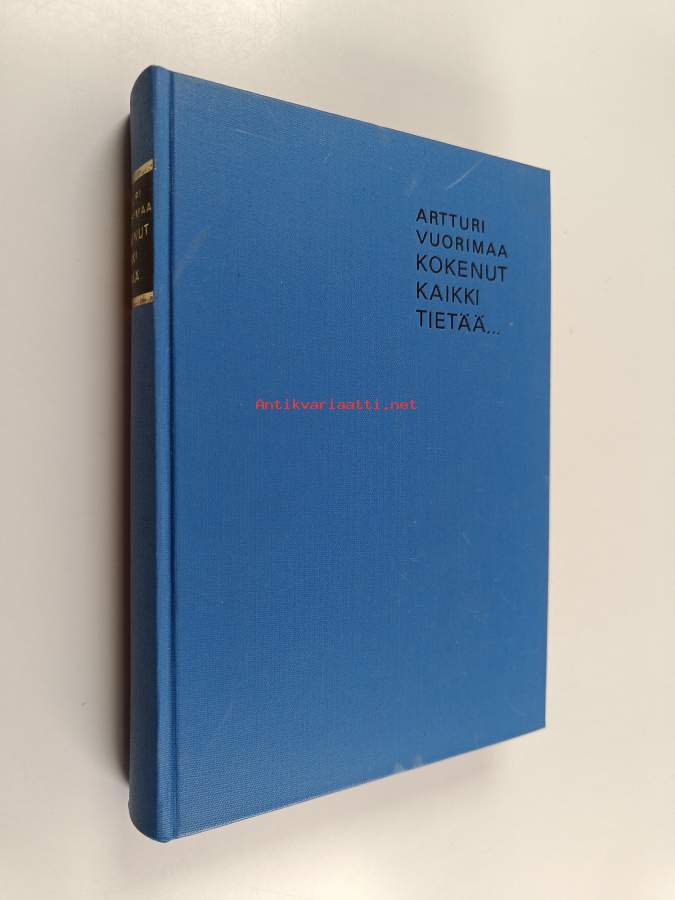 ARTTURI
VUORIMAA
KOKENUT
KAIKKI
TIETÄÄ...
Antikvariaatti.net